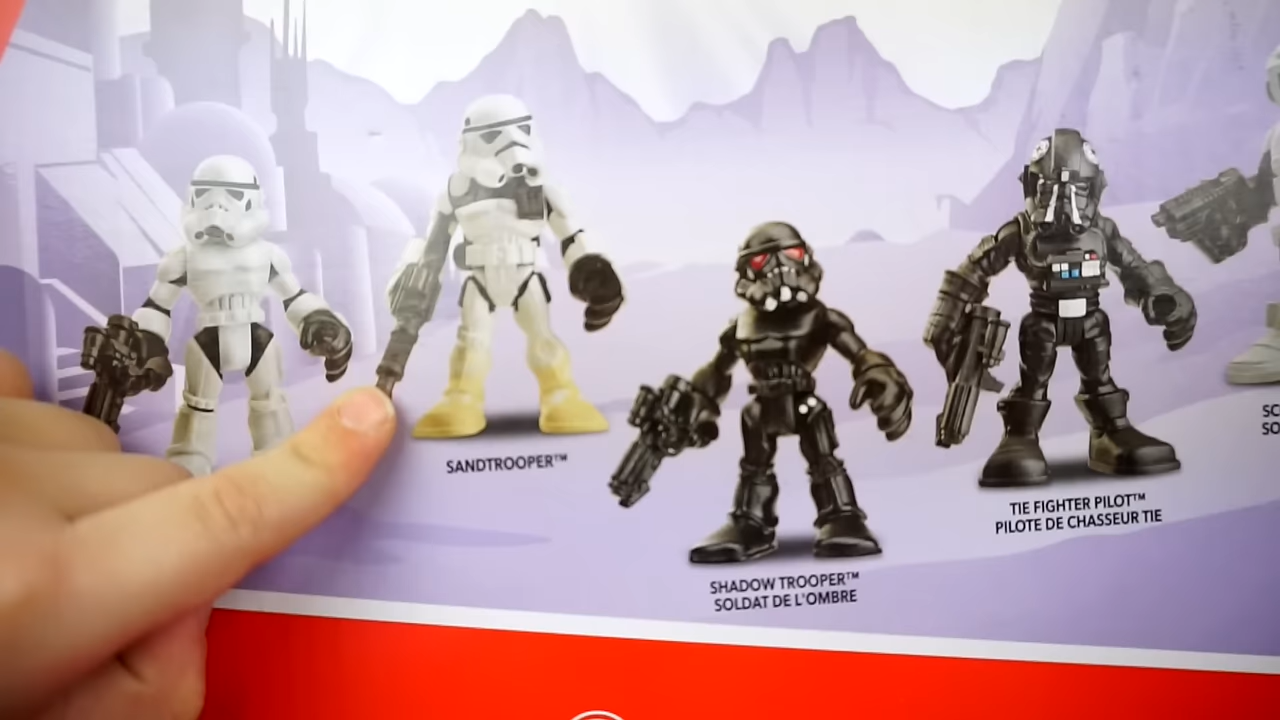 SANDTROOPER™
SHADOW TROOPER™
SOLDAT DE L'OMBRE
TIE FIGHTER PILOT™
PILOTE DE CHASSEUR TIE